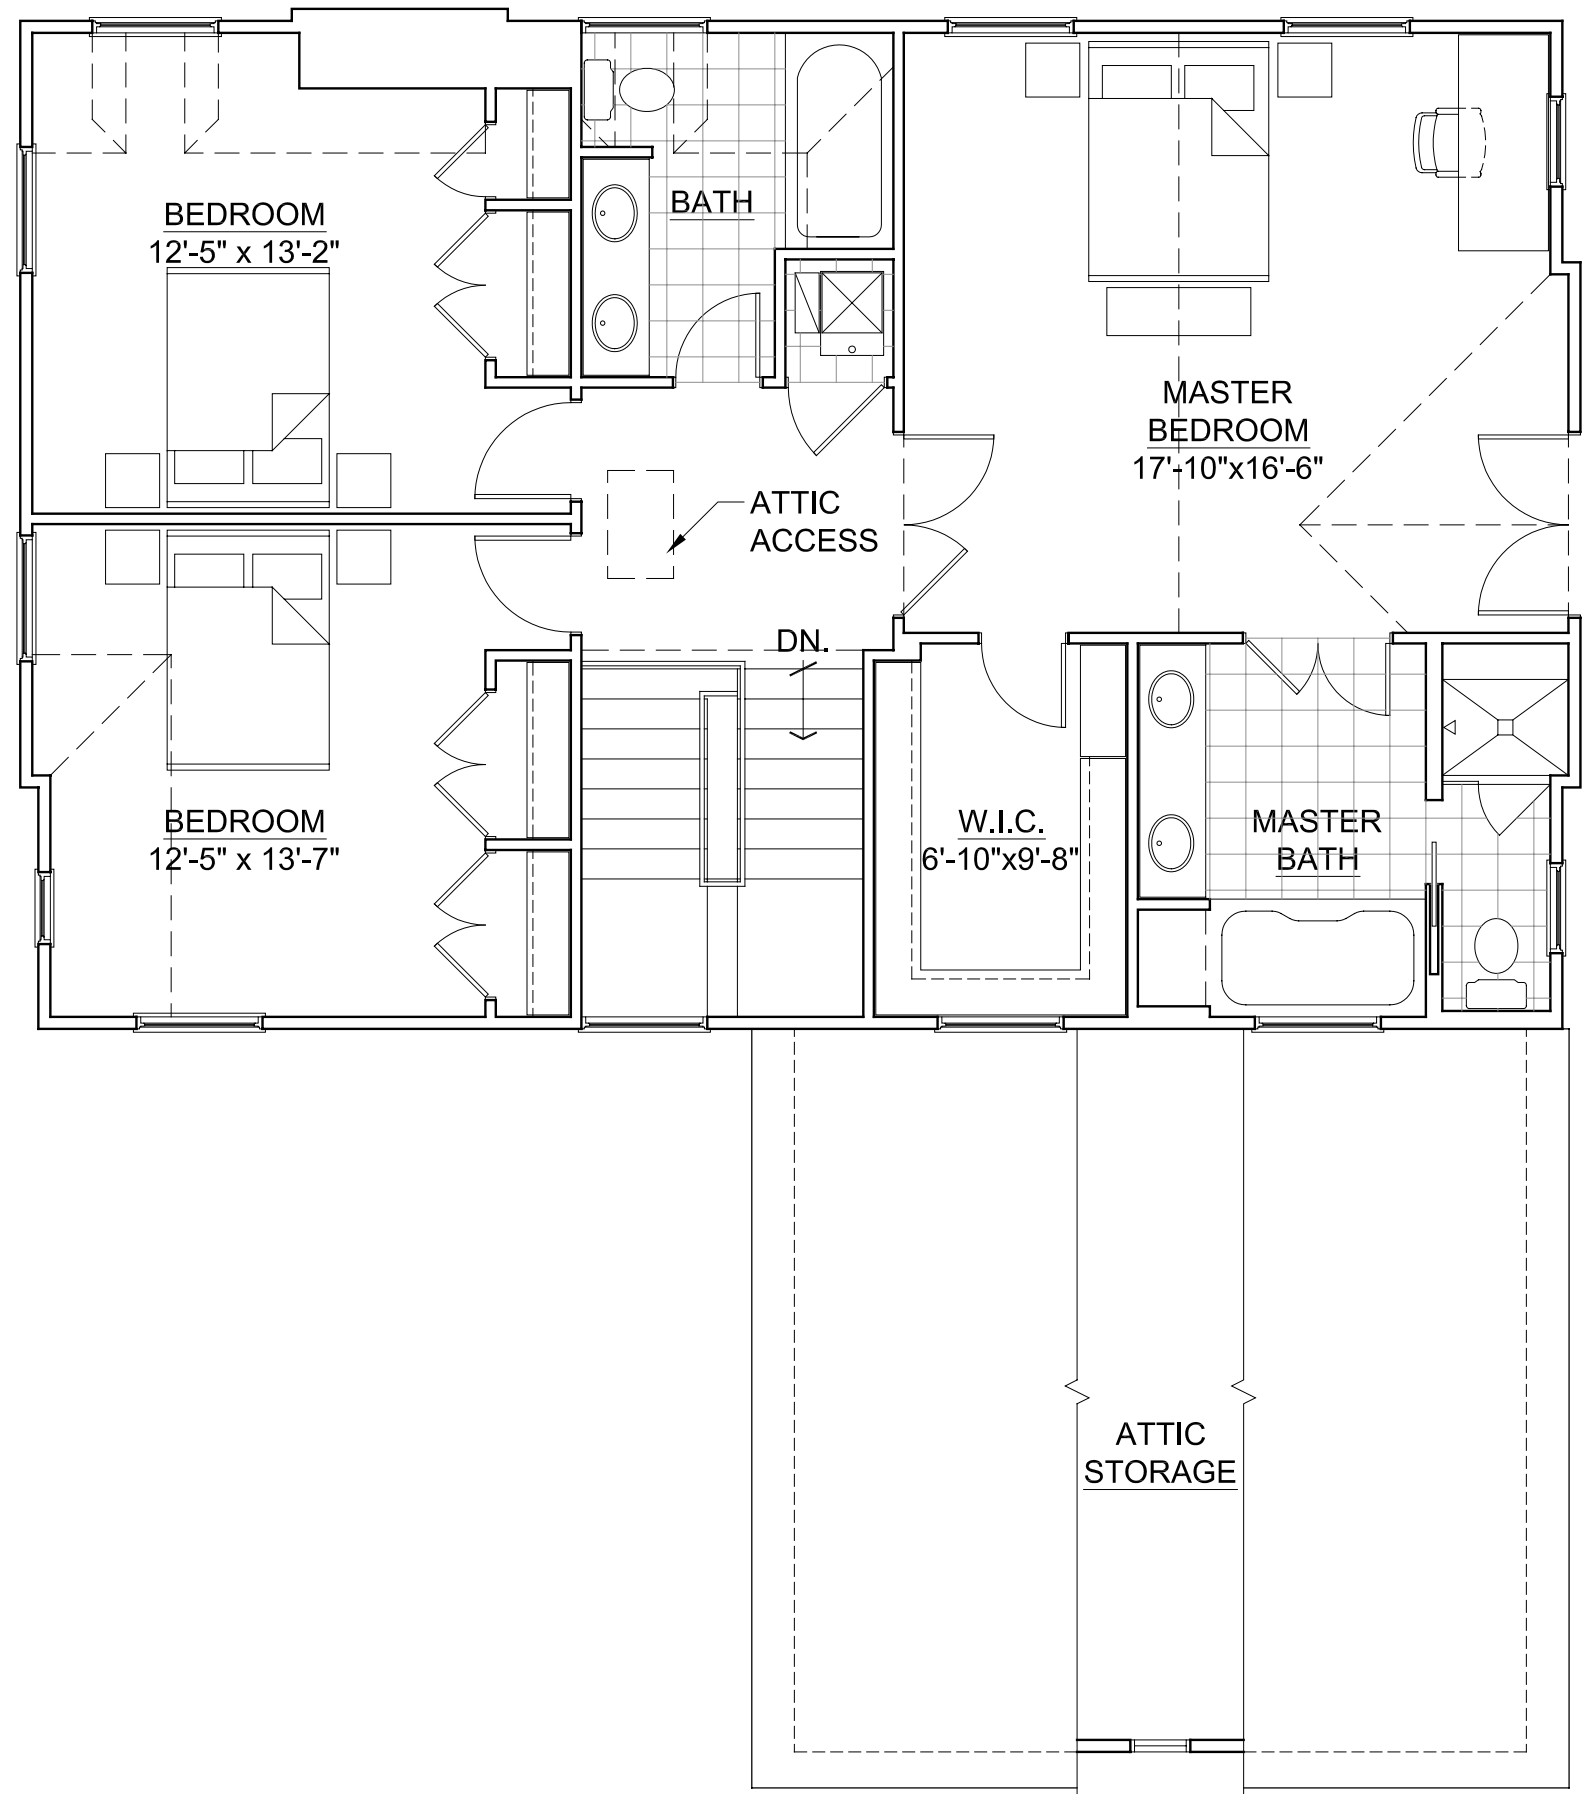 BEDROOM
12'-5" x 13'-2"
BATH
MASTER
BEDROOM
17'-10"x16'-6"
ATTIC
ACCESS
DN.
BEDROOM
12'-5" x 13'-7"
W.I.C.
6'-10"x9'-8"
MASTER
BATH
ATTIC
STORAGE